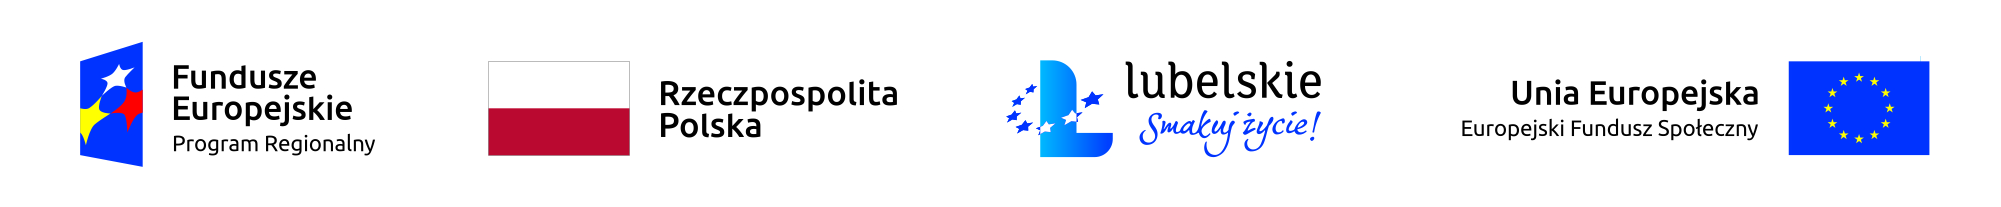 Fundusze
Europejskie
Program Regionalny
Rzeczpospolita
Polska
lubelskie
Smakuj życie!
Unia Europejska
Europejski Fundusz Społeczny